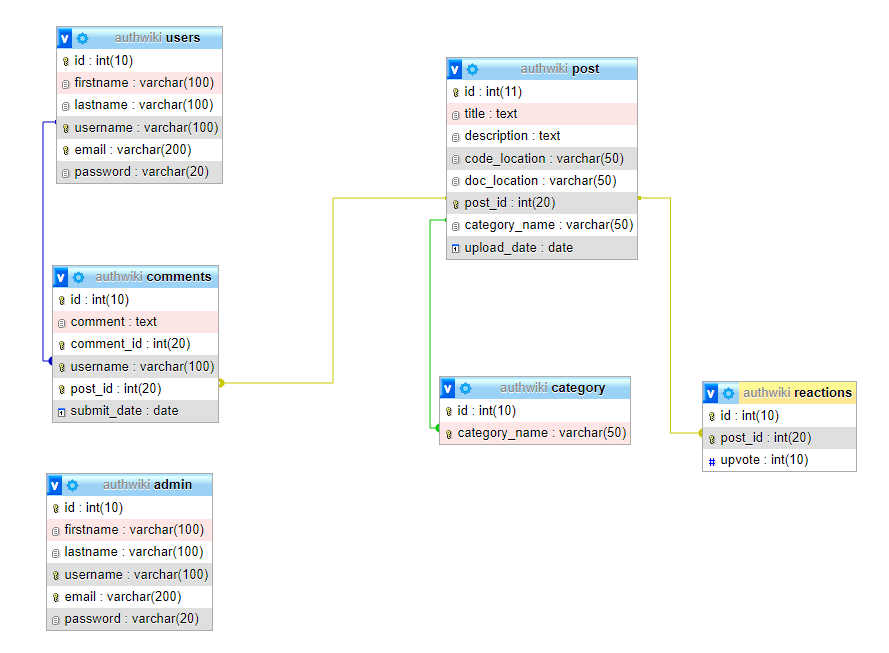 v authwiki users
id : int(10)
firstname : varchar(100)
lastname : varchar(100)
username : varchar(100)
email : varchar(200)
password : varchar(20)
v authwiki post
id : int(11)
title : text
description : text
code_location : varchar(50)
doc_location : varchar(50)
post_id : int(20)
category_name : varchar(50)
upload_date : date
v authwiki comments
id : int(10)
comment : text
comment_id : int(20)
username : varchar(100)
post_id : int(20)
submit_date : date
v authwiki category
id : int(10)
category_name : varchar(50)
v authwiki reactions
id : int(10)
post_id : int(20)
# upvote : int(10)
v authwiki admin
id : int(10)
firstname : varchar(100)
lastname : varchar(100)
username : varchar(100)
email : varchar(200)
password : varchar(20)